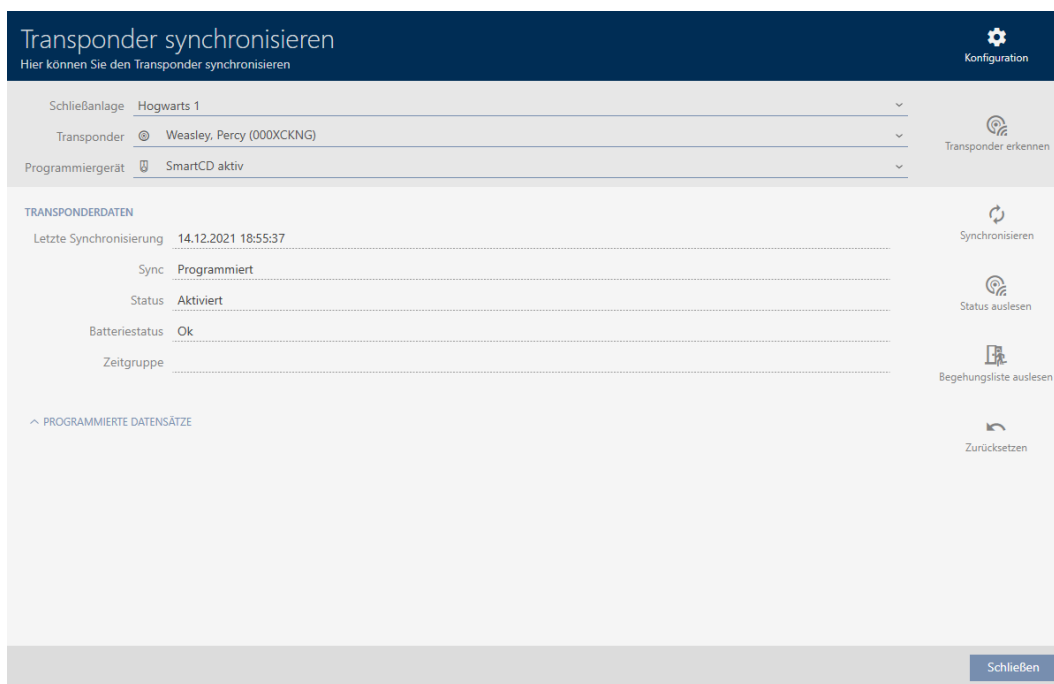 Transponder synchronisieren
Hier können Sie den Transponder synchronisieren
Konfiguration
Schließanlage Hogwarts 1
Transponder Weasley, Percy (000XCKNG)
Programmiergerät SmartCD aktiv
Transponder erkennen
TRANSPONDERDATEN
Letzte Synchronisierung 14.12.2021 18:55:37
Sync Programmiert
Status Aktiviert
Batteriestatus Ok
Zeitgruppe
PROGRAMMIERTE DATENSÄTZE
Synchronisieren
Status auslesen
Begehungsliste auslesen
Zurücksetzen
Schließen